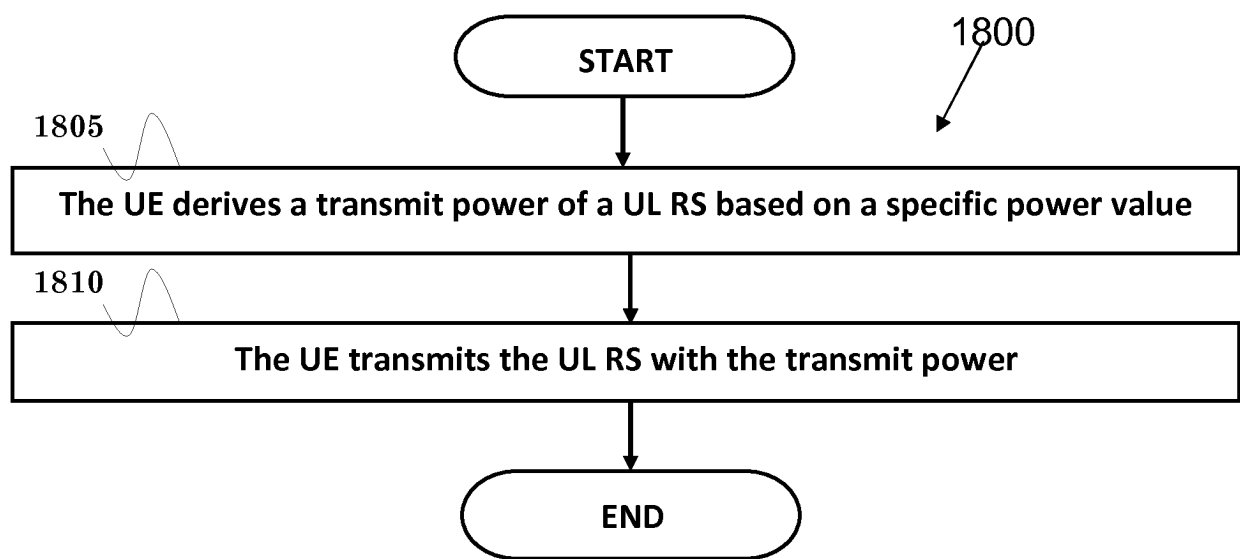 START
1800
1805
The UE derives a transmit power of a UL RS based on a specific power value
1810
The UE transmits the UL RS with the transmit power
END